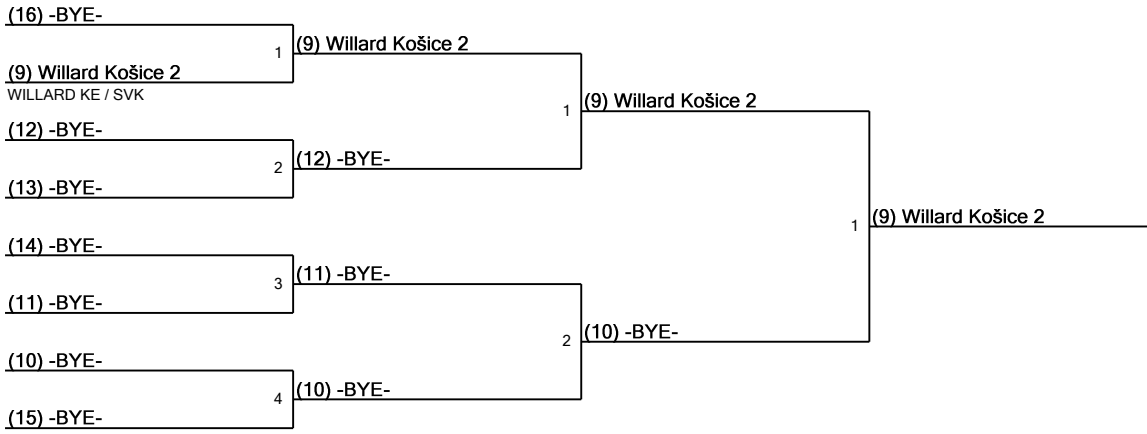 (16) -BYE-
1
(9) Willard Košice 2
(9) Willard Košice 2
WILLARD KE / SVK
1
(9) Willard Košice 2
(12) -BYE-
2
(12) -BYE-
(13) -BYE-
1
(9) Willard Košice 2
(14) -BYE-
3
(11) -BYE-
(11) -BYE-
2
(10) -BYE-
(10) -BYE-
4
(10) -BYE-
(15) -BYE-